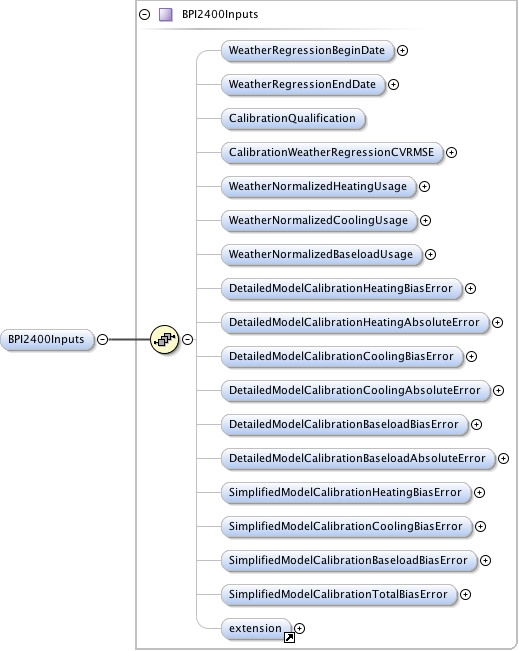 BPI2400Inputs
WeatherRegressionBeginDate
WeatherRegressionEndDate
CalibrationQualification
CalibrationWeatherRegressionCVRMSE
WeatherNormalizedHeatingUsage
WeatherNormalizedCoolingUsage
WeatherNormalizedBaseloadUsage
DetailedModelCalibrationHeatingBiasError
DetailedModelCalibrationHeatingAbsoluteError
BPI2400Inputs
DetailedModelCalibrationCoolingBiasError
DetailedModelCalibrationCoolingAbsoluteError
DetailedModelCalibrationBaseloadBiasError
DetailedModelCalibrationBaseloadAbsoluteError
SimplifiedModelCalibrationHeatingBiasError
SimplifiedModelCalibrationCoolingBiasError
SimplifiedModelCalibrationBaseloadBiasError
SimplifiedModelCalibrationTotalBiasError
extension